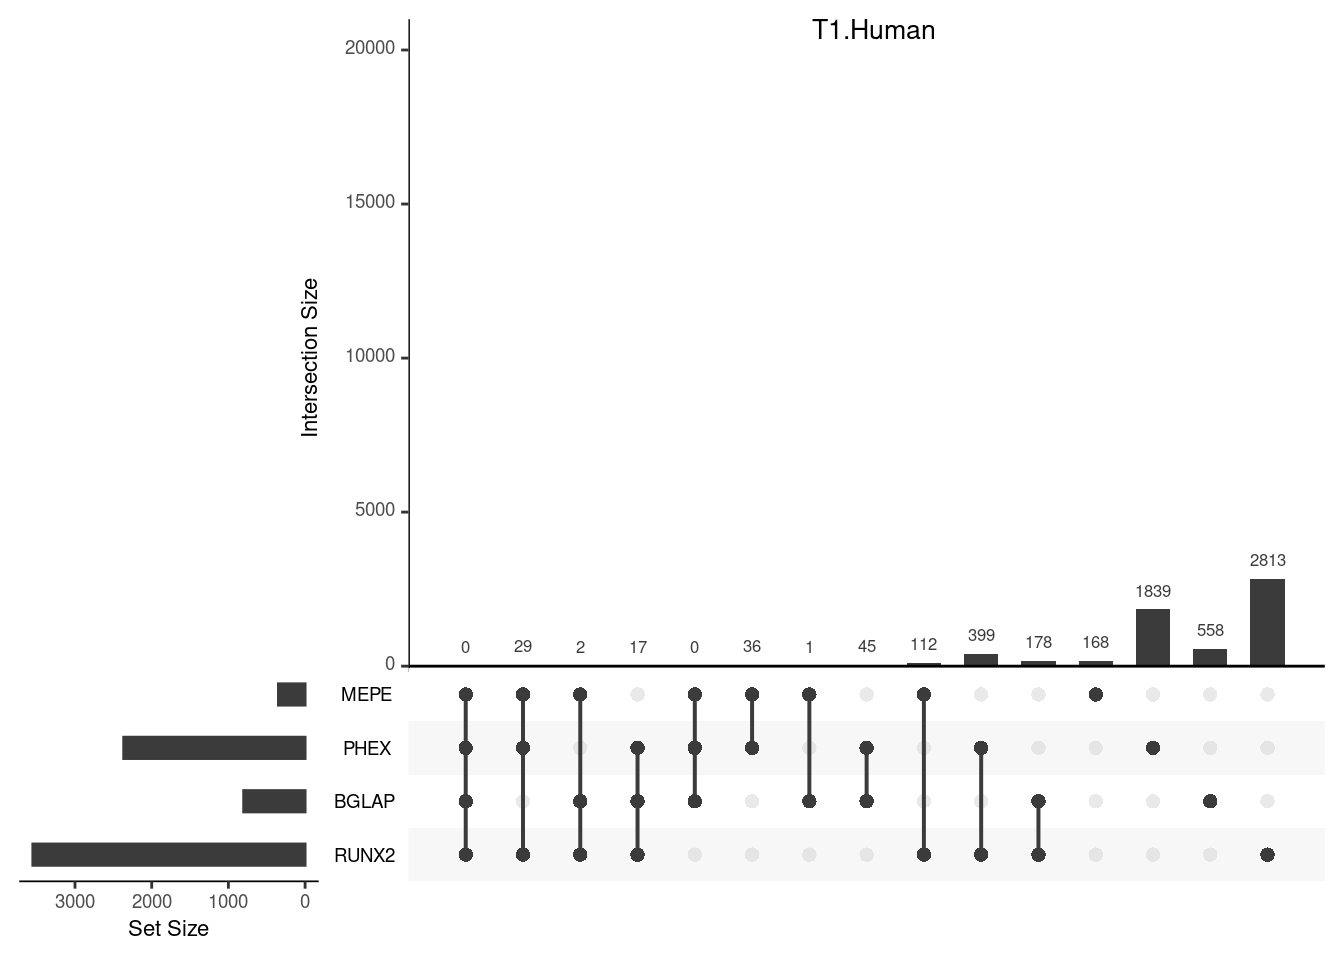 T1.Human
20000
15000
10000
5000
0
Intersection Size
0 29 2 17 0 36 1 45 112 399 178 168 1839 558 2813
MEPE
PHEX
BGLAP
RUNX2
3000 2000 1000 0
Set Size